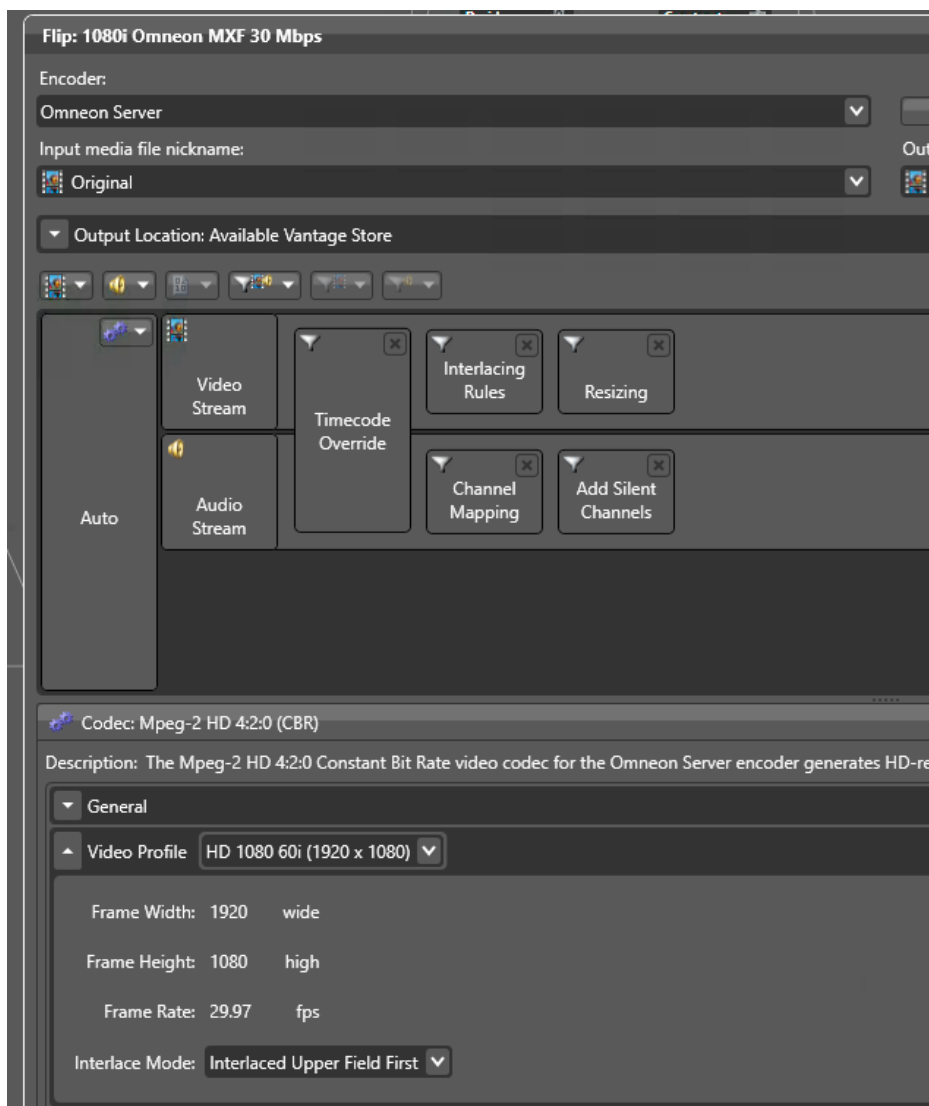 Flip: 1080i Omneon MXF 30 Mbps
Encoder:
Omneon Server
Input media file nickname:
Out
Original
Output Location: Available Vantage Store
Video
Stream
Timecode
Override
Interlacing
Rules
Resizing
Auto
Audio
Stream
Channel
Mapping
Add Silent
Channels
Codec: Mpeg-2 HD 4:2:0 (CBR)
Description: The Mpeg-2 HD 4:2:0 Constant Bit Rate video codec for the Omneon Server encoder generates HD-re
General
Video Profile HD 1080 60i (1920 x 1080)
Frame Width: 1920 wide
Frame Height: 1080 high
Frame Rate: 29.97 fps
Interlace Mode: Interlaced Upper Field First